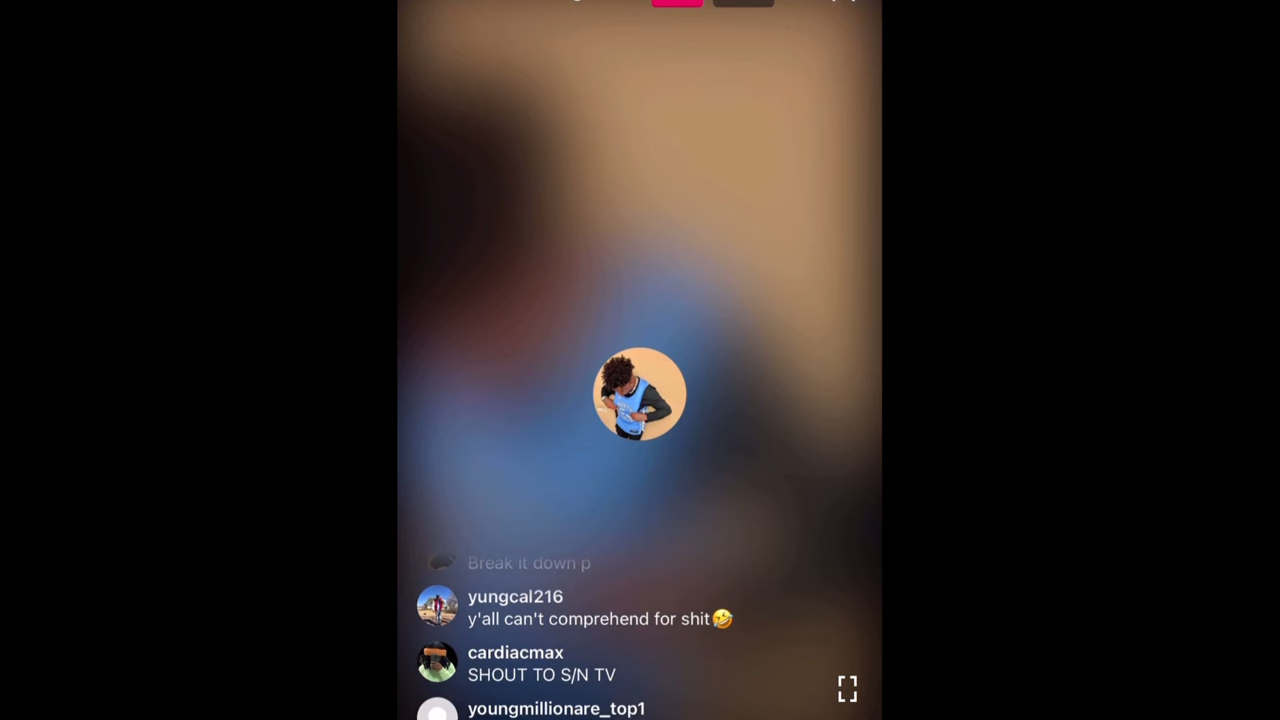 Break it down p
yungcal216
y'all can't comprehend for shit🤣
cardiacmax
SHOUT TO S/N TV
youngmillionare_top1